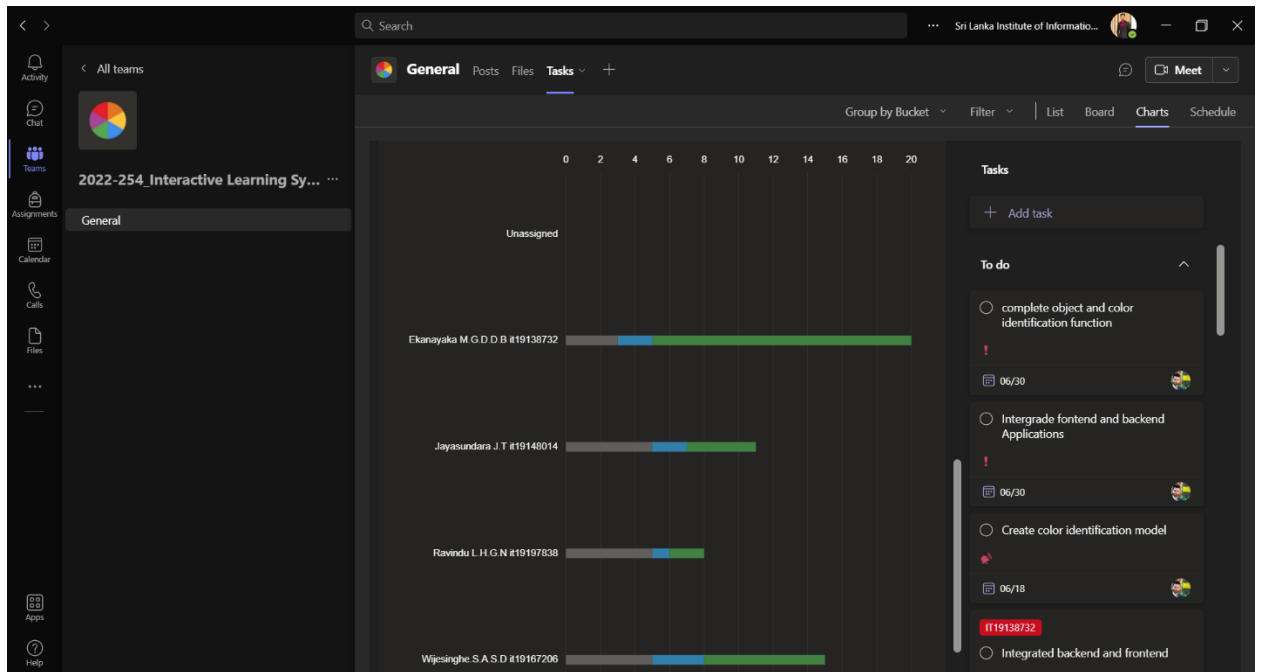 Search
Sri Lanka Institute of Informatio...
Activity
Chat
Teams
Assignments
Calendar
Calls
Files
Apps
Help
All teams
2022-254_Interactive Learning Sy...
General
General Posts Files Tasks
Meet
Group by Bucket Filter List Board Charts Schedule
0 2 4 6 8 10 12 14 16 18 20
Unassigned
Ekanayaka M.G.D.D.B it19138732
Jayasundara J.T it19148014
Ravindu L.H.G.N it19197838
Wijesinghe.S.A.S.D it19167206
Tasks
Add task
To do
complete object and color
identification function
06/30
Intergrade fontend and backend
Applications
06/30
Create color identification model
06/18
IT19138732
Integrated backend and frontend